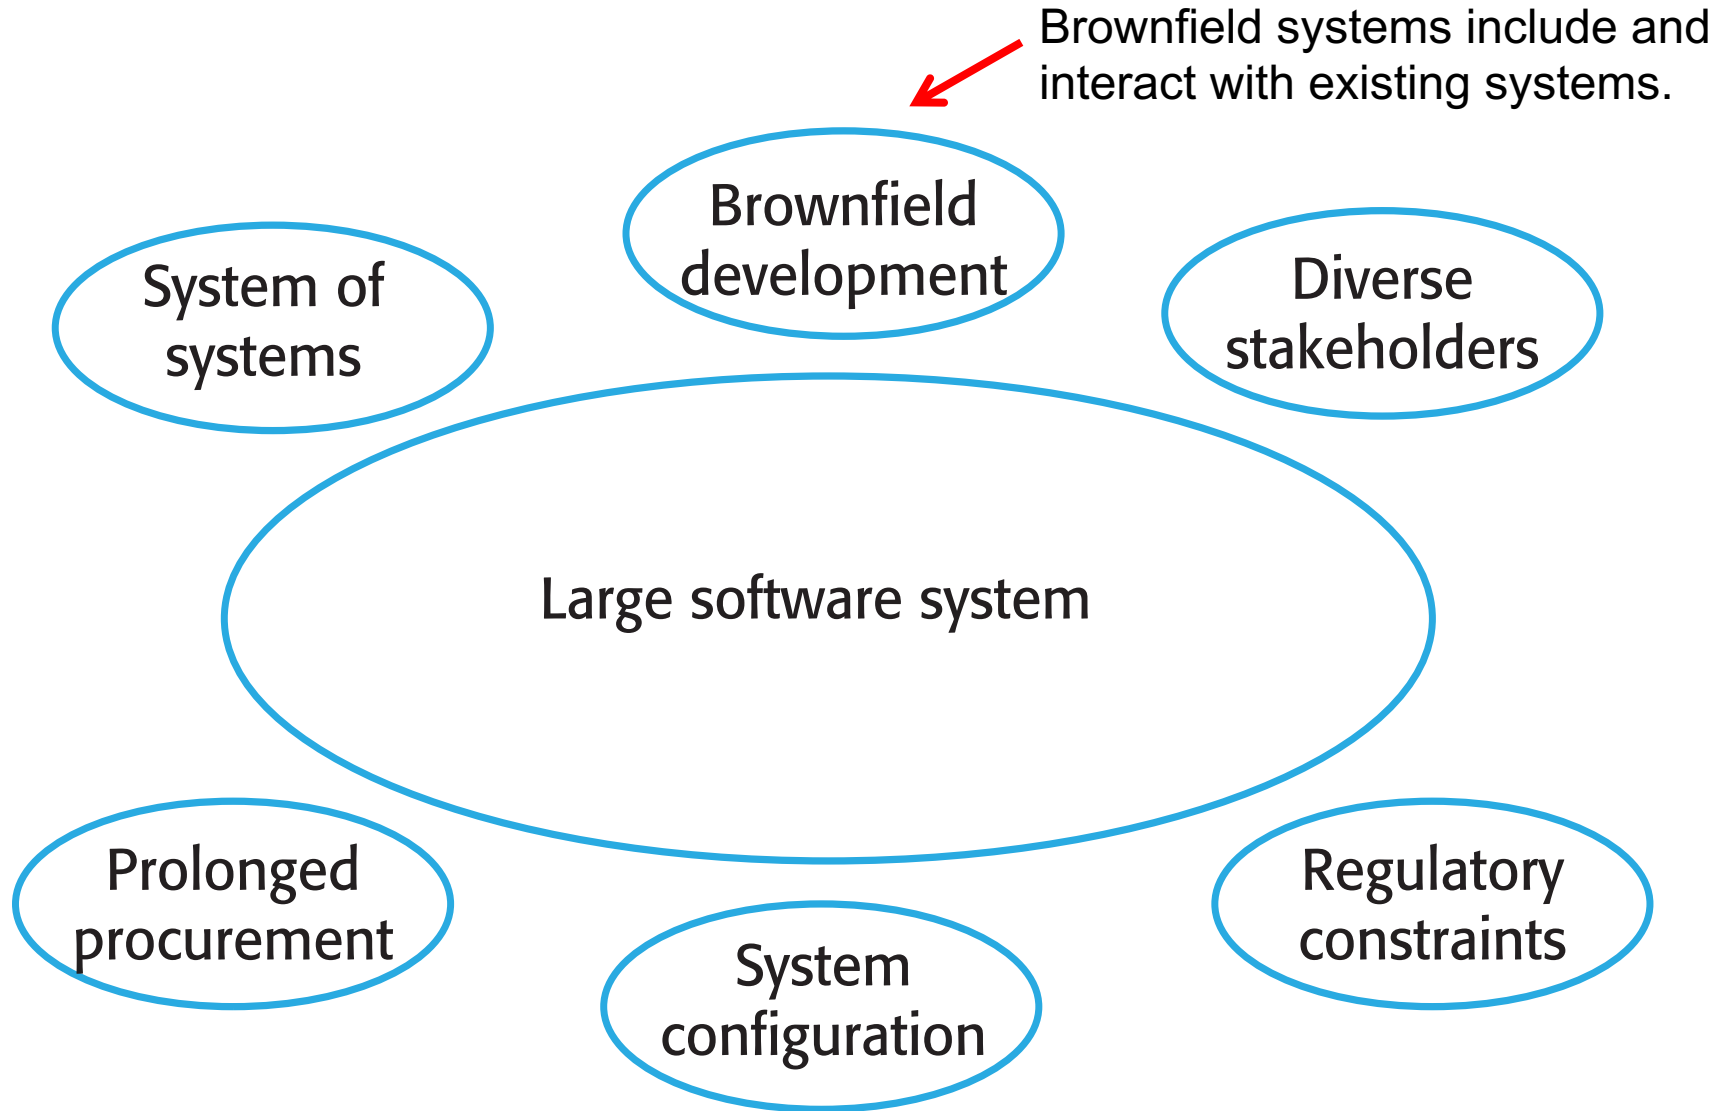 Brownfield systems include and
interact with existing systems.
Brownfield
development
System of
systems
Diverse
stakeholders
Large software system
Prolonged
procurement
System
configuration
Regulatory
constraints